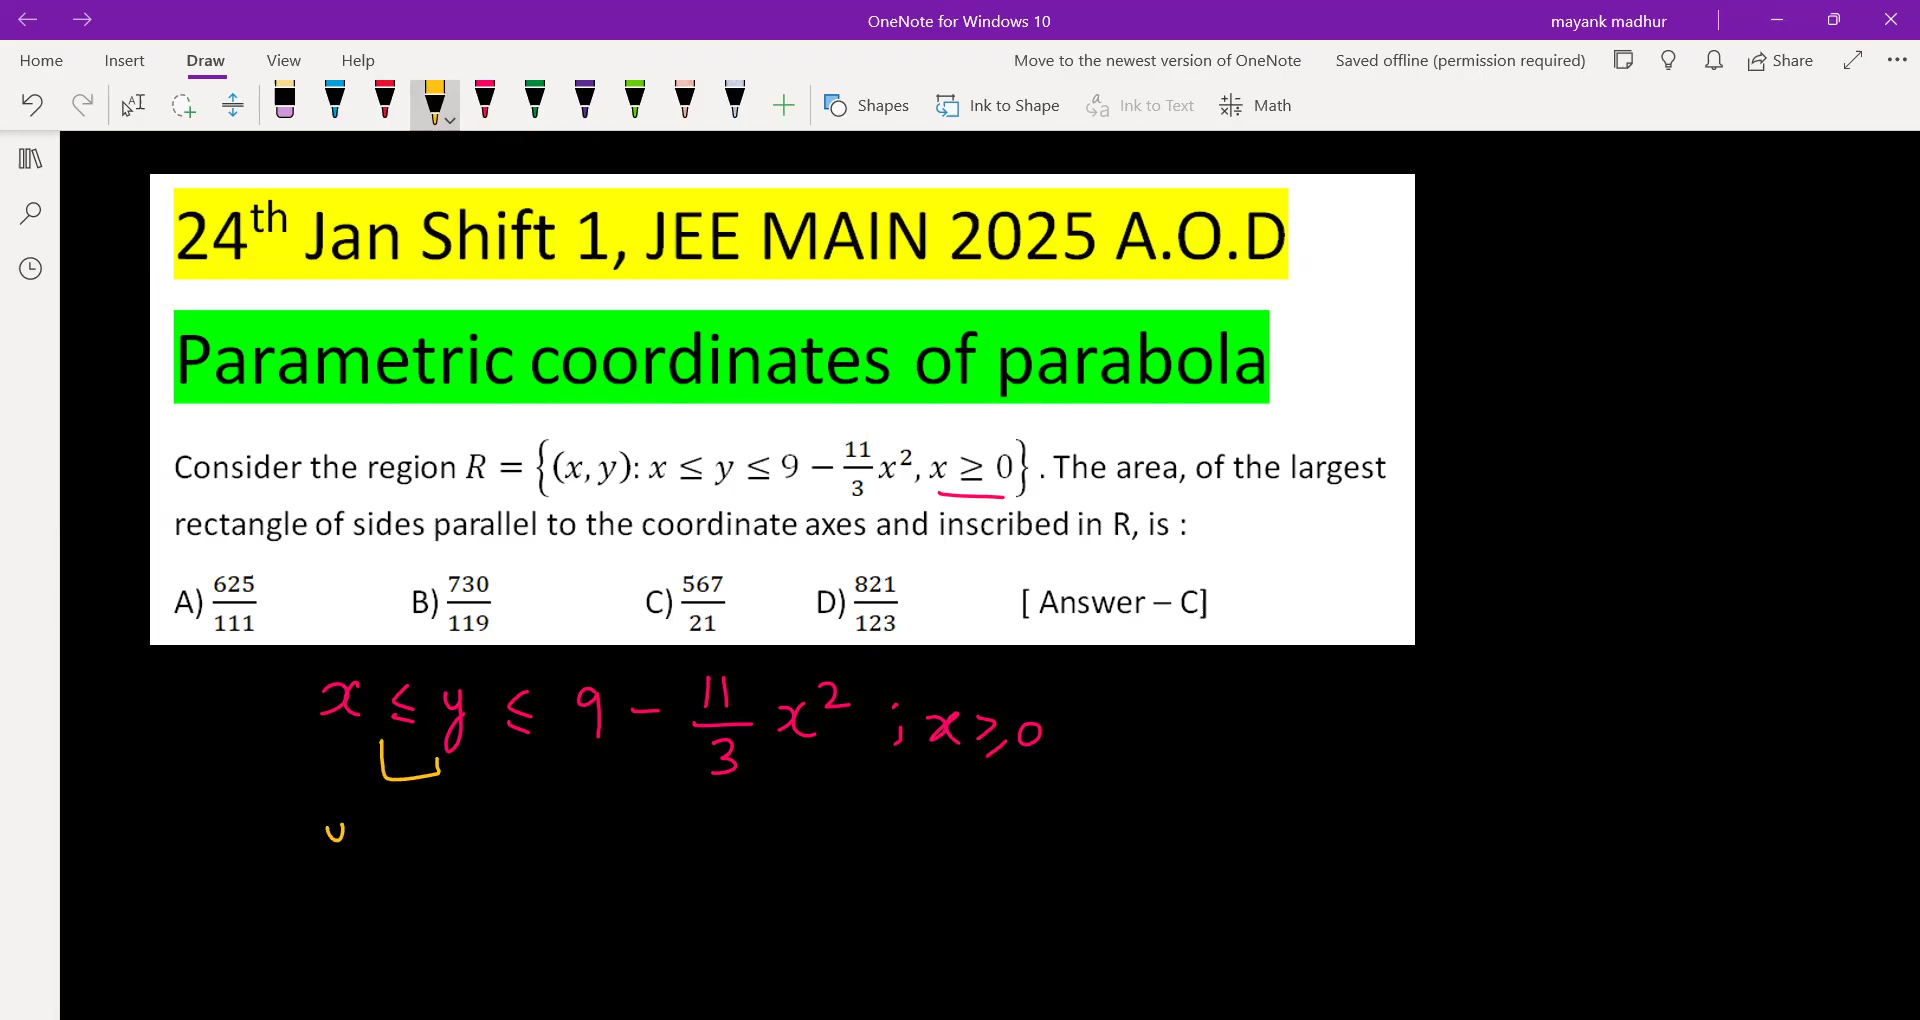 OneNote for Windows 10
mayank madhur
Home Insert Draw View Help
Move to the newest version of OneNote Saved offline (permission required) Share
Shapes Ink to Shape Ink to Text Math
24th Jan Shift 1, JEE MAIN 2025 A.O.D
Parametric coordinates of parabola
Consider the region R = {(x, y): x ≤ y ≤ 9 − 11/3 x², x ≥ 0} . The area, of the largest
rectangle of sides parallel to the coordinate axes and inscribed in R, is :
A) 625/111 B) 730/119 C) 567/21 D) 821/123 [ Answer – C]
x ≤ y ≤ 9 − 11/3 x² ; x ≥ 0